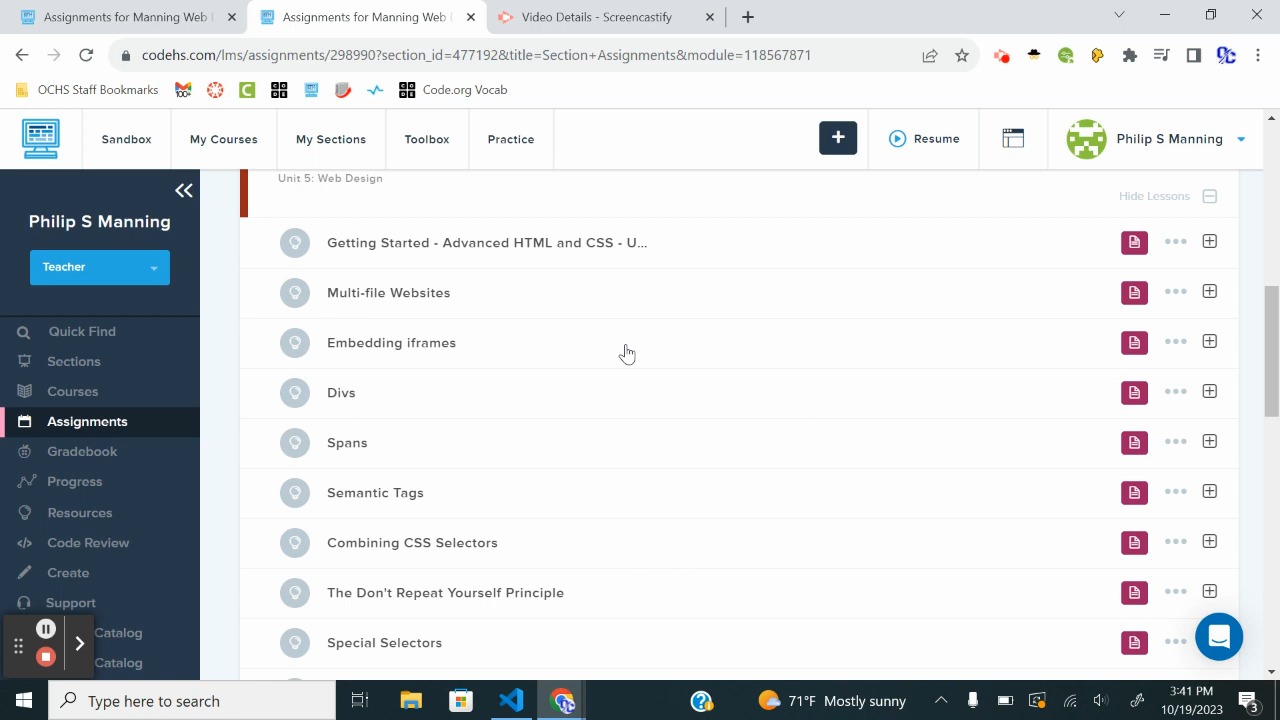 Assignments for Manning Web
Assignments for Manning Web
Video Details - Screencastify
codehs.com/lms/assignments/298990?section_id=477192&title=Section+Assignments&module=118567871
OCHS Staff Bookmarks
Code.org Vocab
Sandbox
My Courses
My Sections
Toolbox
Practice
+
Resume
Philip S Manning
Philip S Manning
Teacher
Quick Find
Sections
Courses
Assignments
Gradebook
Progress
Resources
Code Review
Create
Support
Catalog
Catalog
Unit 5: Web Design
Hide Lessons
Getting Started - Advanced HTML and CSS - U...
Multi-file Websites
Embedding iframes
Divs
Spans
Semantic Tags
Combining CSS Selectors
The Don't Repeat Yourself Principle
Special Selectors
Type here to search
71°F Mostly sunny
3:41 PM
10/19/2023
3